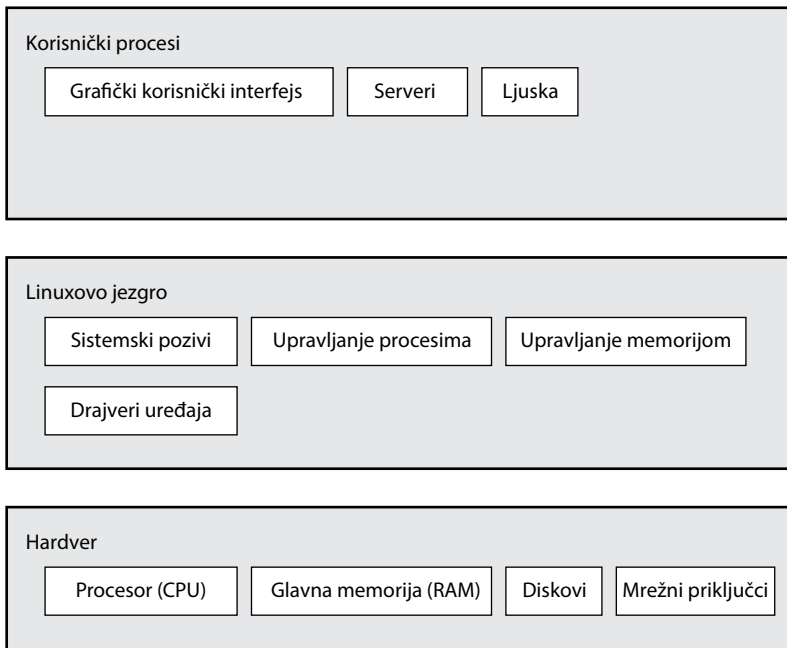 Korisnički procesi
Grafički korisnički interfejs Serveri Ljuska
Linuxovo jezgro
Sistemski pozivi Upravljanje procesima Upravljanje memorijom
Drajveri uređaja
Hardver
Procesor (CPU) Glavna memorija (RAM) Diskovi Mrežni priključci